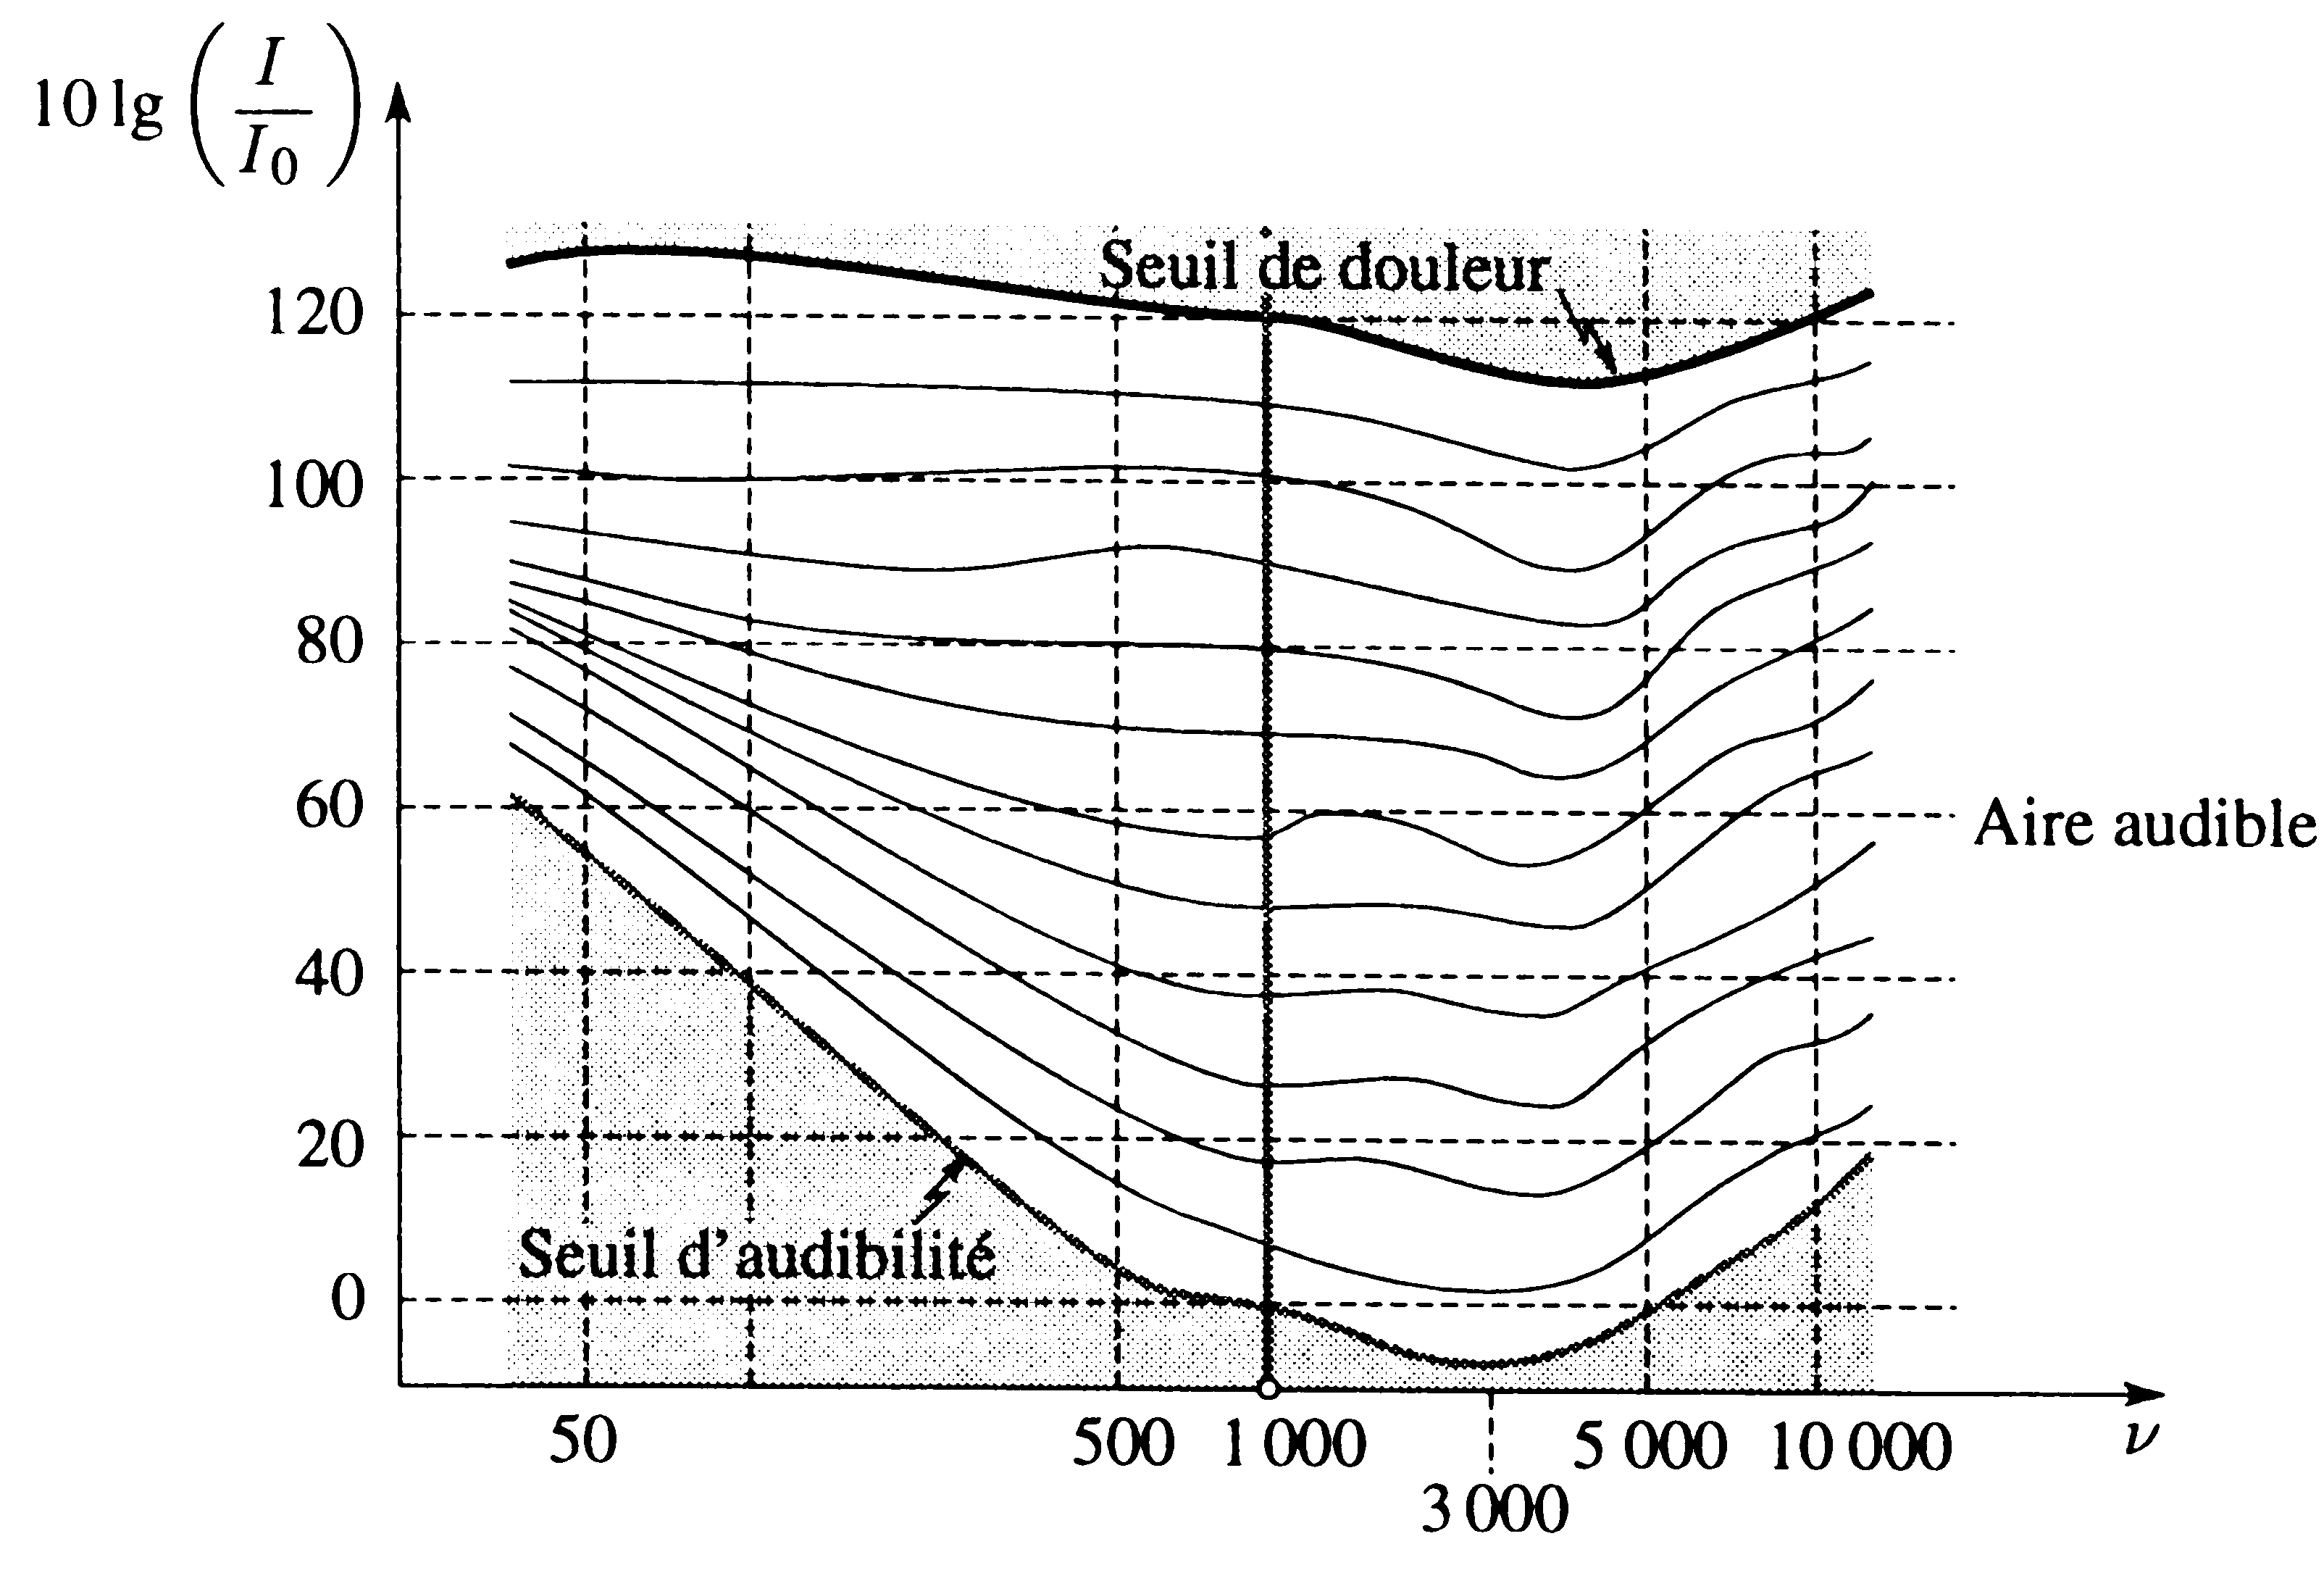 10 lg ( I / I₀ )
Seuil de douleur
120
100
80
60
Aire audible
40
20
Seuil d'audibilité
0
50
500
1 000
5 000
10 000
ν
3 000